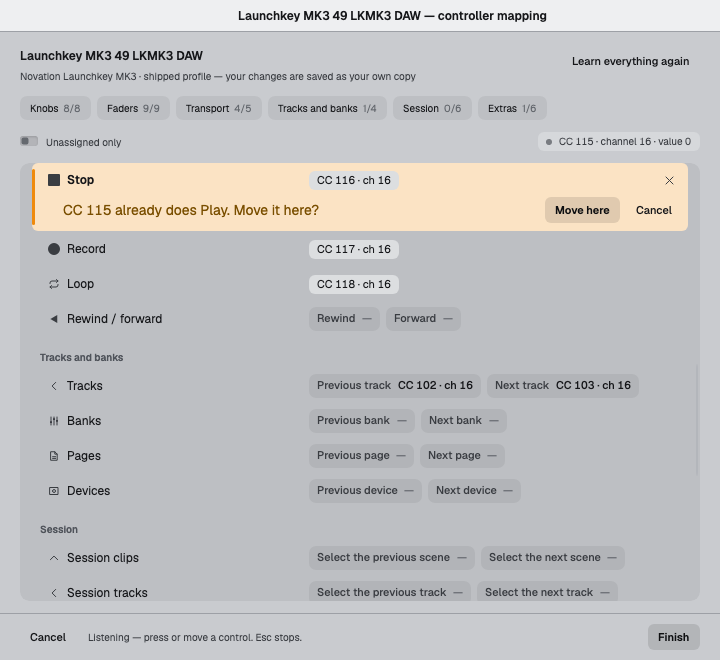 Launchkey MK3 49 LKMK3 DAW — controller mapping
Launchkey MK3 49 LKMK3 DAW
Learn everything again
Novation Launchkey MK3 · shipped profile — your changes are saved as your own copy
Knobs 8/8 Faders 9/9 Transport 4/5 Tracks and banks 1/4 Session 0/6 Extras 1/6
Unassigned only
CC 115 · channel 16 · value 0
Stop CC 116 · ch 16
CC 115 already does Play. Move it here? Move here Cancel
Record CC 117 · ch 16
Loop CC 118 · ch 16
Rewind / forward Rewind — Forward —
Tracks and banks
Tracks Previous track CC 102 · ch 16 Next track CC 103 · ch 16
Banks Previous bank — Next bank —
Pages Previous page — Next page —
Devices Previous device — Next device —
Session
Session clips Select the previous scene — Select the next scene —
Session tracks Select the previous track — Select the next track —
Cancel Listening — press or move a control. Esc stops. Finish